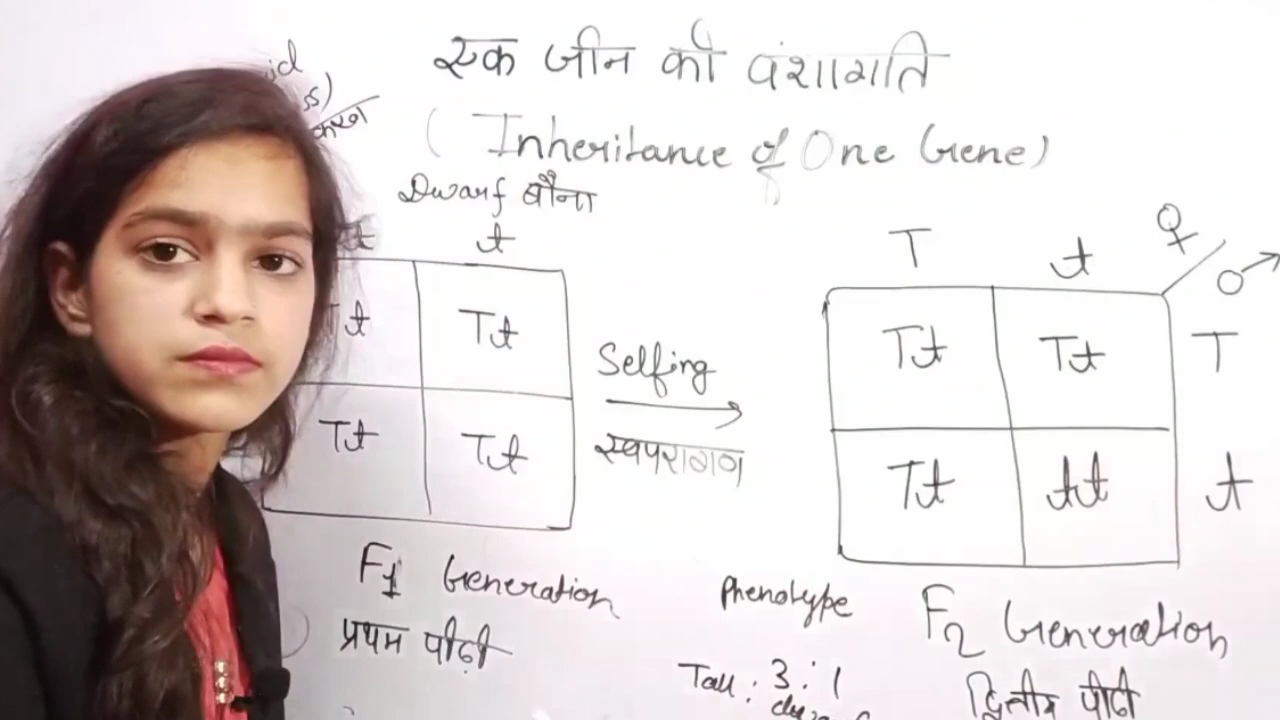 एक जीन की वंशागति
(Inheritance of One Gene)
Dwarf बौना
t t
T t ♀
♂
Tt Tt
Tt Tt T
Selfing
स्वपरागण
Tt Tt
Tt tt t
F1 Generation
प्रथम पीढी
Phenotype
Tall : 3 : 1
F2 Generation
द्वितीय पीढी